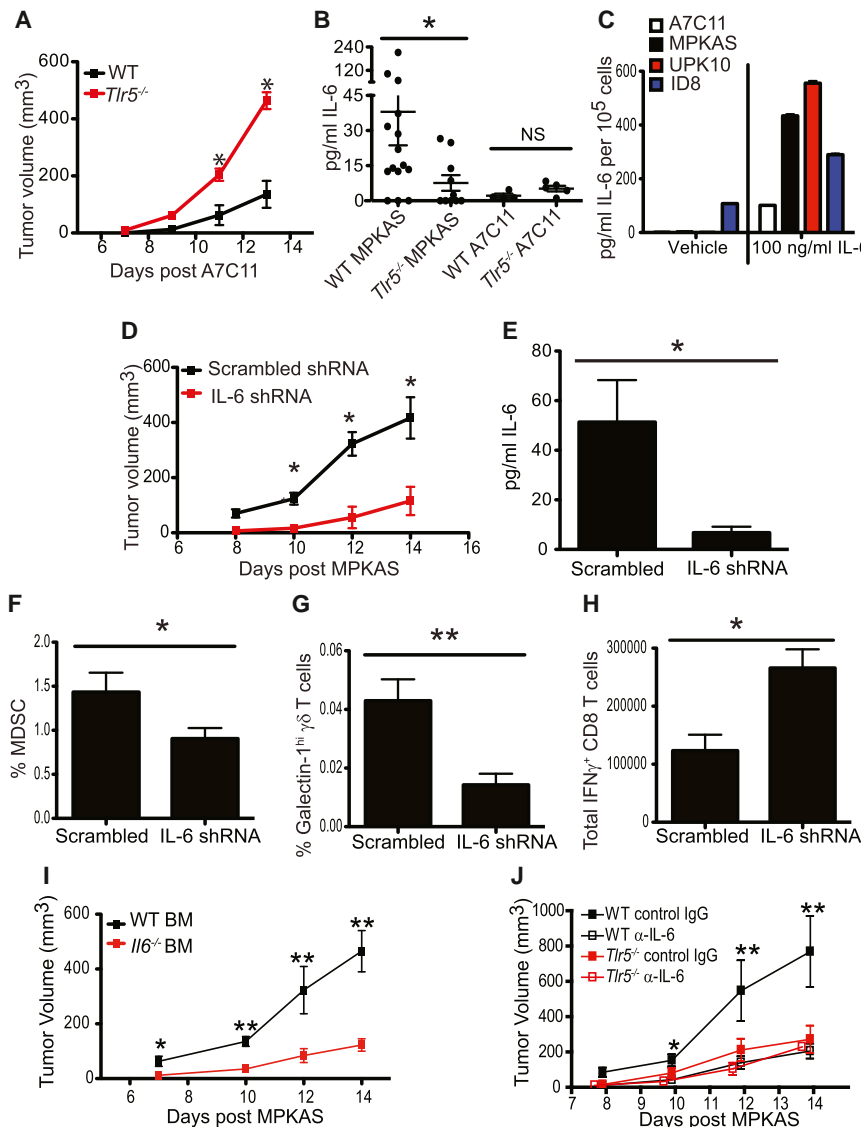 A
Tumor volume (mm³)
600
400
200
0
WT
Tlr5-/-
*
*
6
8
10
12
14
Days post A7C11
B
pg/ml IL-6
240
120
45
30
15
0
*
NS
WT MPKAS
Tlr5-/- MPKAS
WT A7C11
Tlr5-/- A7C11
C
A7C11
MPKAS
UPK10
ID8
pg/ml IL-6 per 10⁵ cells
600
400
200
0
Vehicle
100 ng/ml IL-6
D
Tumor volume (mm³)
600
400
200
0
Scrambled shRNA
IL-6 shRNA
*
*
*
6
8
10
12
14
16
Days post MPKAS
E
pg/ml IL-6
80
60
40
20
0
*
Scrambled
IL-6 shRNA
F
% MDSC
2.0
1.5
1.0
0.5
0.0
*
Scrambled
IL-6 shRNA
G
% Galectin-1hi γδ T cells
0.06
0.04
0.02
0.00
**
Scrambled
IL-6 shRNA
H
Total IFNγ+ CD8 T cells
300000
200000
100000
0
*
Scrambled
IL-6 shRNA
I
Tumor Volume (mm³)
600
400
200
0
WT BM
Il6-/- BM
*
**
**
**
6
8
10
12
14
Days post MPKAS
J
Tumor Volume (mm³)
1000
800
600
400
200
0
WT control IgG
WT α-IL-6
Tlr5-/- control IgG
Tlr5-/- α-IL-6
*
**
**
7
8
9
10
11
12
13
14
Days post MPKAS